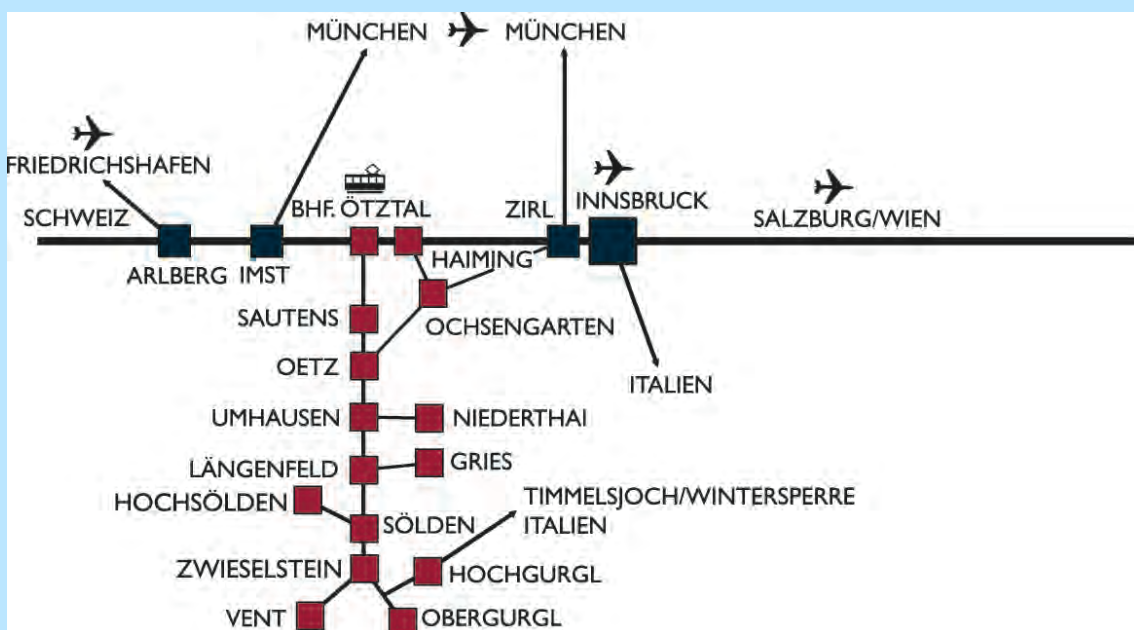 MÜNCHEN
MÜNCHEN
FRIEDRICHSHAFEN
SCHWEIZ
BHF. ÖTZTAL
ZIRL
INNSBRUCK
SALZBURG/WIEN
ARLBERG
IMST
HAIMING
SAUTENS
OCHSENGARTEN
OETZ
ITALIEN
UMHAUSEN
NIEDERTHAI
LÄNGENFELD
GRIES
HOCHSÖLDEN
TIMMELSJOCH/WINTERSPERRE
ITALIEN
SÖLDEN
ZWIESELSTEIN
HOCHGURGL
VENT
OBERGURGL